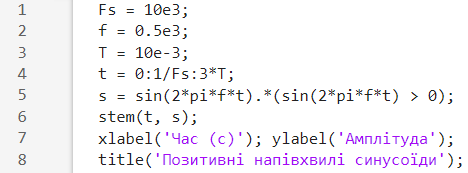 1 Fs = 10e3;
2 f = 0.5e3;
3 T = 10e-3;
4 t = 0:1/Fs:3*T;
5 s = sin(2*pi*f*t).*(sin(2*pi*f*t) > 0);
6 stem(t, s);
7 xlabel('Час (с)'); ylabel('Амплітуда');
8 title('Позитивні напівхвилі синусоїди');